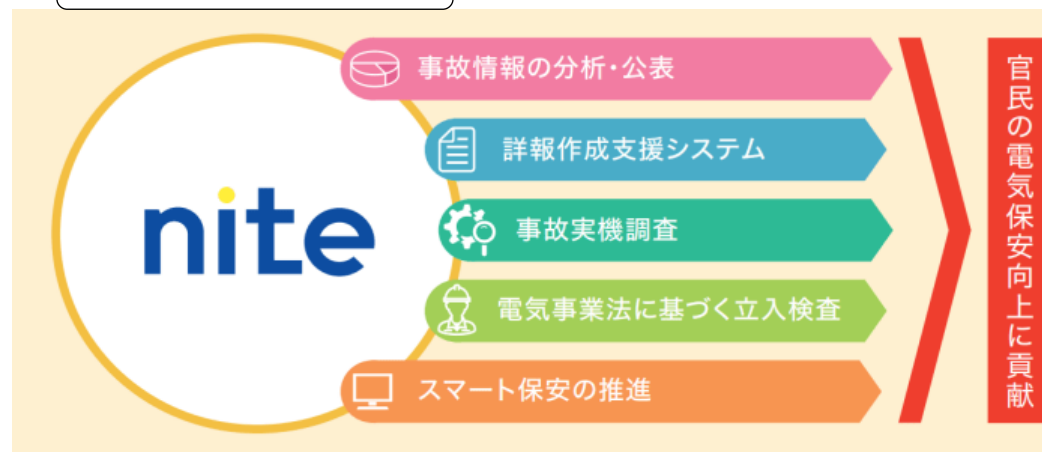 nite
事故情報の分析・公表
詳報作成支援システム
事故実機調査
電気事業法に基づく立入検査
スマート保安の推進
官民の電気保安向上に貢献